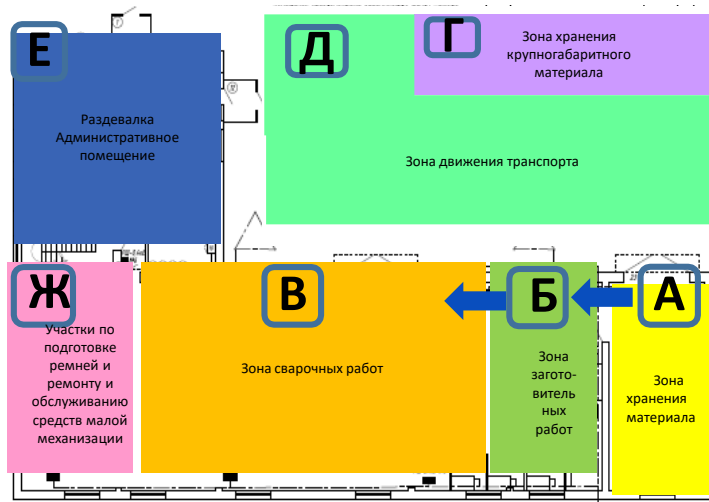 Е
Раздевалка
Административное
помещение
Д
Г
Зона хранения
крупногабаритного
материала
Зона движения транспорта
Ж
Участки по
подготовке
ремней и
ремонту и
обслуживанию
средств малой
механизации
В
Зона сварочных работ
Б
Зона
загото-
витель
ных
работ
А
Зона
хранения
материала